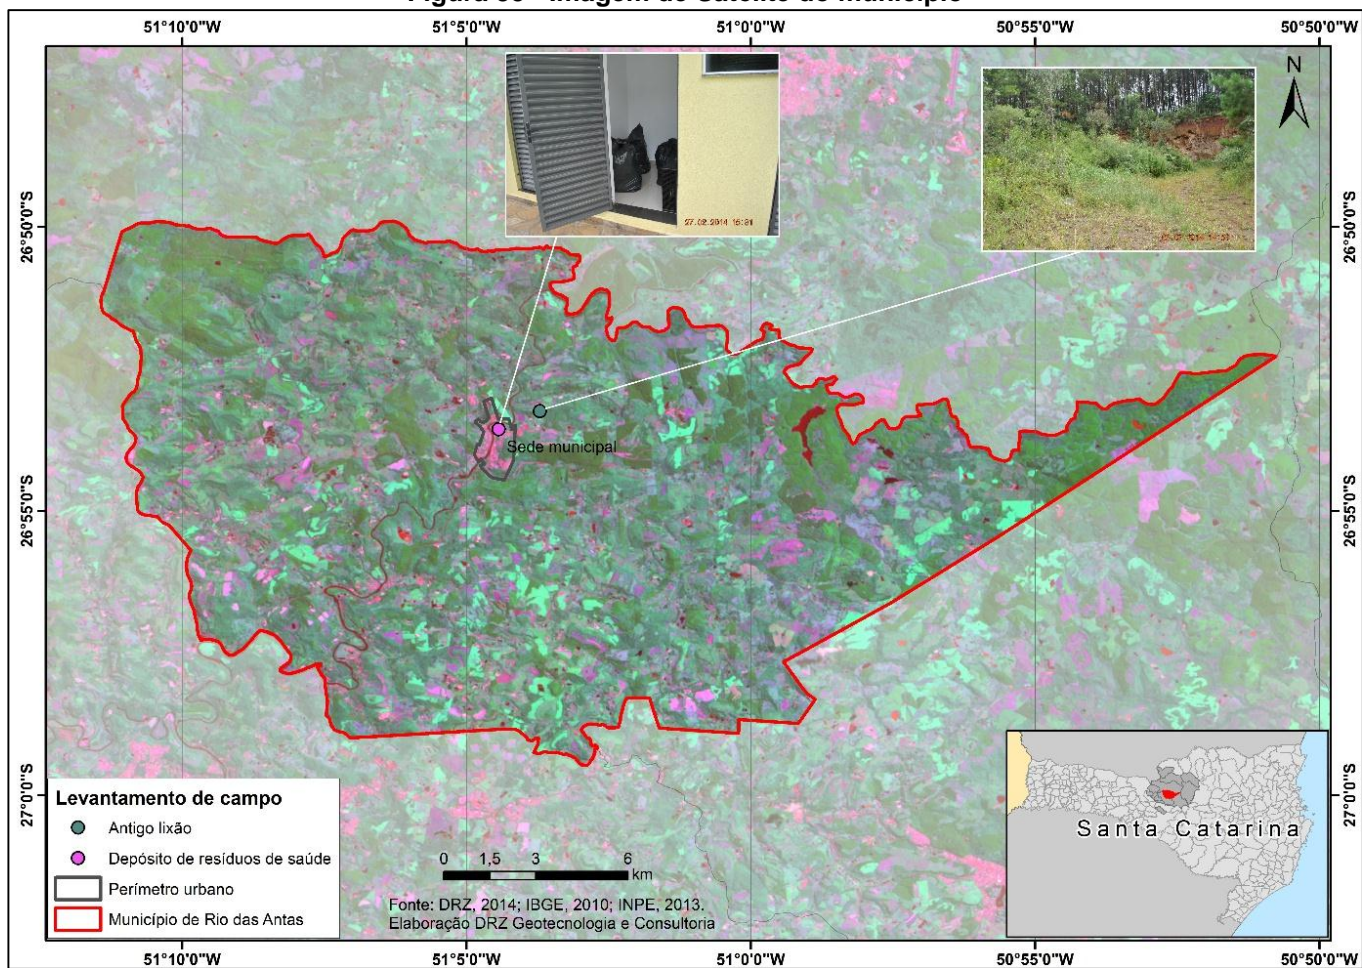 51°10'0"W 51°5'0"W 51°0'0"W 50°55'0"W 50°50'0"W
N
27.02.2014
26°50'0"S 26°50'0"S
Sede municipal
26°55'0"S 26°55'0"S
27°0'0"S 27°0'0"S
Levantamento de campo
Antigo lixão
Depósito de resíduos de saúde
Perímetro urbano
Município de Rio das Antas
0 1,5 3 6
km
Fonte: DRZ, 2014; IBGE, 2010; INPE, 2013.
Elaboração DRZ Geotecnologia e Consultoria
Santa Catarina
51°10'0"W 51°5'0"W 51°0'0"W 50°55'0"W 50°50'0"W